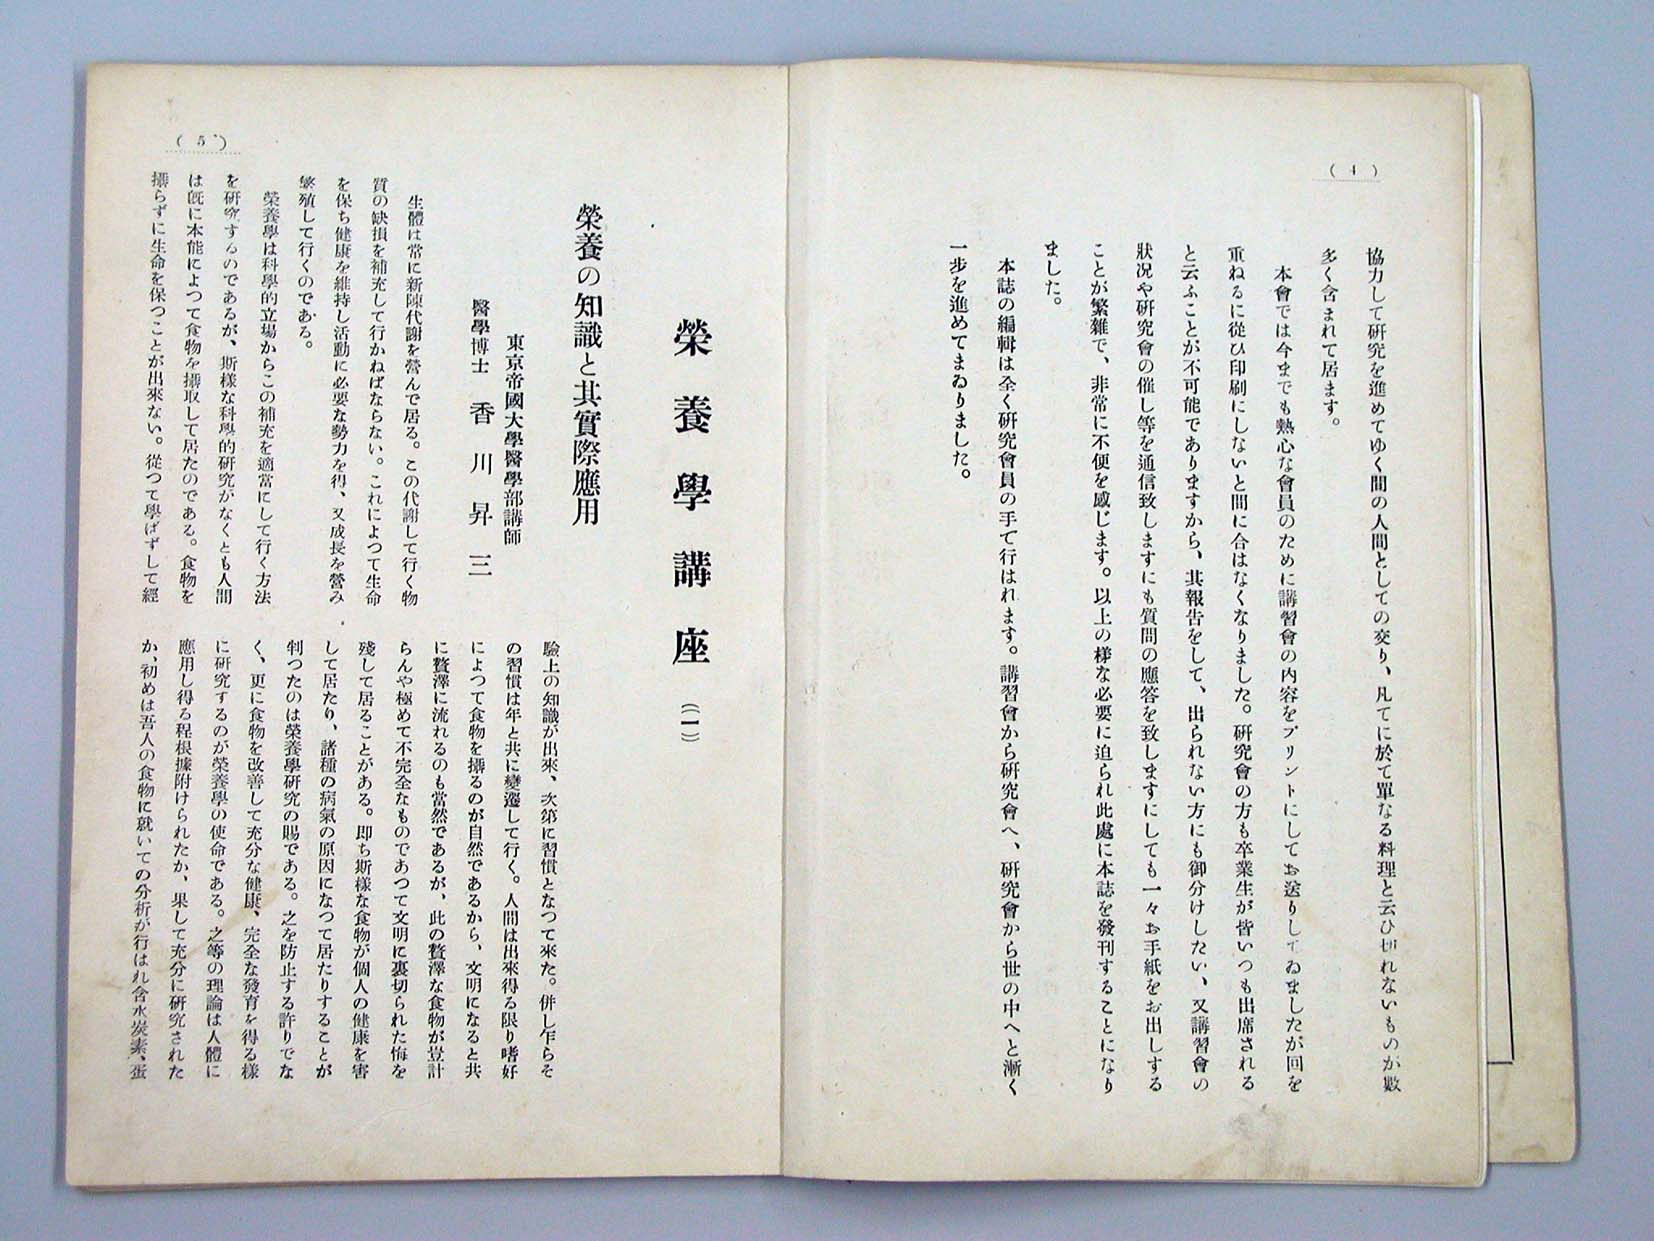 (4)
協力して研究を進めてゆく間の人間としての交り、凡てに於て單なる料理と云ひ切れないものが數
多く含まれて居ます。
本會では今までも熱心な會員のために講習會の內容をプリントにしてお送りしてゐましたが回を
重ねるに從ひ印刷にしないと間に合はなくなりました。研究會の方も卒業生が皆いつも出席される
と云ふことが不可能でありますから、其報告をして、出られない方にも御分けしたい、又講習會の
狀況や研究會の催し等を通信致しますにも質問の應答を致しますにしても一々お手紙をお出しする
ことが繁雜で、非常に不便を感じます。以上の樣な必要に迫られ此處に本誌を發刊することになり
ました。
本誌の編輯は全く研究會員の手で行はれます。講習會から研究會へ、研究會から世の中へと漸く
一步を進めてまゐりました。
(5)
榮養學講座(一)
榮養の知識と其實際應用
東京帝國大學醫學部講師
醫學博士 香川昇三
生體は常に新陳代謝を營んで居る。この代謝して行く物
質の缺損を補充して行かねばならない。これによつて生命
を保ち健康を維持し活動に必要な勢力を得、又成長を營み
繁殖して行くのである。
榮養學は科學的立場からこの補充を適當にして行く方法
を研究するのであるが、斯樣な科學的研究がなくとも人間
は旣に本能によつて食物を攝取して居たのである。食物を
攝らずに生命を保つことが出來ない。從つて學ばずして經
驗上の知識が出來、次第に習慣となつて來た。併し乍らそ
の習慣は年と共に變遷して行く。人間は出來得る限り嗜好
によつて食物を攝るのが自然であるから、文明になると共
に贅澤に流れるのも當然であるが、此の贅澤な食物が豈計
らんや極めて不完全なものであつて文明に裏切られた悔を
殘して居ることがある。卽ち斯樣な食物が個人の健康を害
して居たり、諸種の病氣の原因になつて居たりすることが
判つたのは榮養學研究の賜である。之を防止する許りでな
く、更に食物を改善して充分な健康、完全な發育を得る樣
に研究するのが榮養學の使命である。之等の理論は人體に
應用し得る程根據附けられたか、果して充分に研究された
か、初めは吾人の食物に就いての分析が行はれ含水炭素、蛋